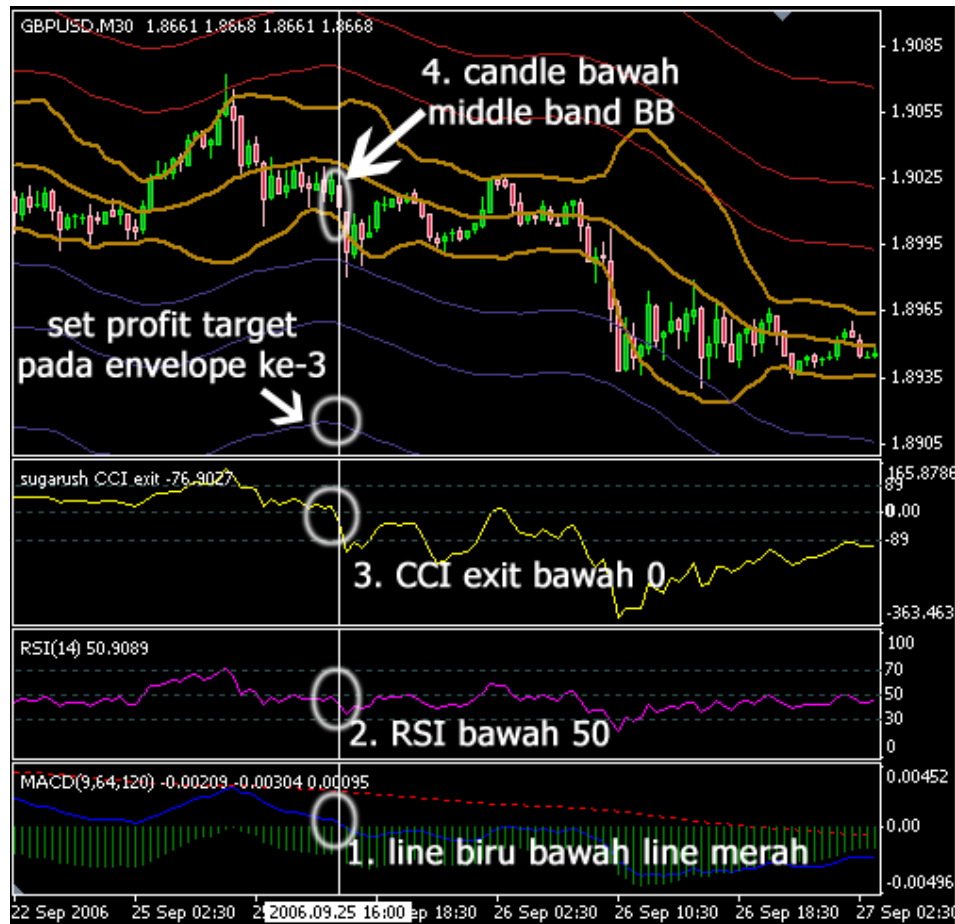 GBPUSD,M30 1.8661 1.8668 1.8661 1.8668
1.9085
4. candle bawah
middle band BB
1.9055
1.9025
1.8995
1.8965
set profit target
pada envelope ke-3
1.8935
1.8905
sugarush CCI exit -76.9027
165.8786
89
0.00
-89
3. CCI exit bawah 0
-363.463
RSI(14) 50.9089
100
70
50
30
0
2. RSI bawah 50
MACD(9,64,120) -0.00209 -0.00304 0.00095
0.00452
0.00
1. line biru bawah line merah
-0.00496
22 Sep 2006 25 Sep 02:30 2006.09.25 16:00 ep 18:30 26 Sep 02:30 26 Sep 10:30 26 Sep 18:30 27 Sep 02:30